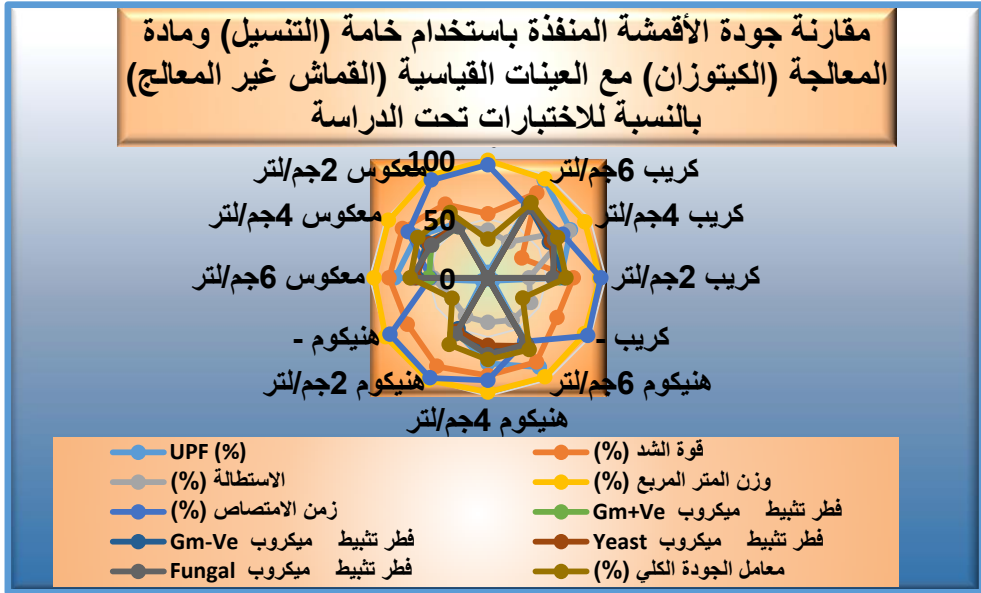 مقارنة جودة الأقمشة المنفذة باستخدام خامة (التنسيل) ومادة
المعالجة (الكيتوزان) مع العينات القياسية (القماش غير المعالج)
بالنسبة للاختبارات تحت الدراسة
-
كريب 6جم/لتر
كريب 4جم/لتر
كريب 2جم/لتر
كريب -
هنيكوم 6جم/لتر
هنيكوم 4جم/لتر
هنيكوم 2جم/لتر
هنيكوم -
معكوس 6جم/لتر
معكوس 4جم/لتر
معكوس 2جم/لتر
100
50
0
UPF (%)
قوة الشد (%)
الاستطالة (%)
وزن المتر المربع (%)
زمن الامتصاص (%)
فطر تثبيط ميكروب Gm+Ve
فطر تثبيط ميكروب Gm-Ve
فطر تثبيط ميكروب Yeast
فطر تثبيط ميكروب Fungal
معامل الجودة الكلي (%)